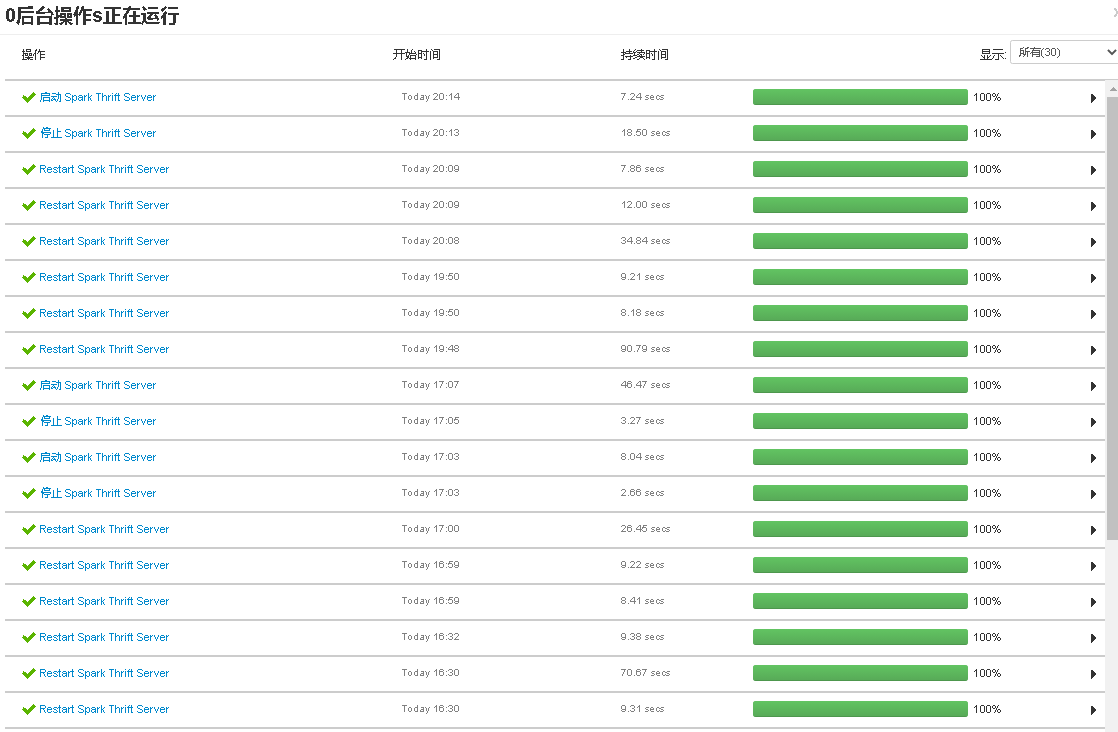 0后台操作s正在运行
操作 开始时间 持续时间 显示: 所有(30)
启动 Spark Thrift Server Today 20:14 7.24 secs 100%
停止 Spark Thrift Server Today 20:13 18.50 secs 100%
Restart Spark Thrift Server Today 20:09 7.86 secs 100%
Restart Spark Thrift Server Today 20:09 12.00 secs 100%
Restart Spark Thrift Server Today 20:08 34.84 secs 100%
Restart Spark Thrift Server Today 19:50 9.21 secs 100%
Restart Spark Thrift Server Today 19:50 8.18 secs 100%
Restart Spark Thrift Server Today 19:48 90.79 secs 100%
启动 Spark Thrift Server Today 17:07 46.47 secs 100%
停止 Spark Thrift Server Today 17:05 3.27 secs 100%
启动 Spark Thrift Server Today 17:03 8.04 secs 100%
停止 Spark Thrift Server Today 17:03 2.66 secs 100%
Restart Spark Thrift Server Today 17:00 26.45 secs 100%
Restart Spark Thrift Server Today 16:59 9.22 secs 100%
Restart Spark Thrift Server Today 16:59 8.41 secs 100%
Restart Spark Thrift Server Today 16:32 9.38 secs 100%
Restart Spark Thrift Server Today 16:30 70.67 secs 100%
Restart Spark Thrift Server Today 16:30 9.31 secs 100%